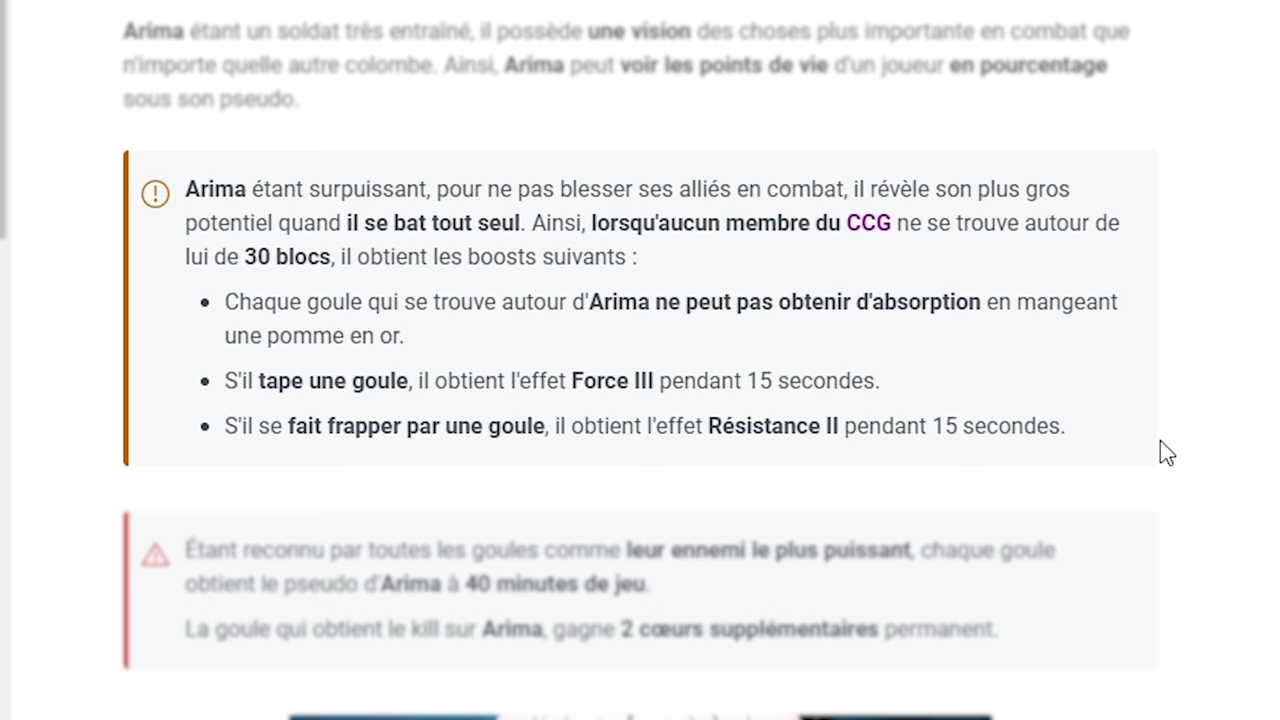 Arima étant un soldat très entraîné, il possède une vision des choses plus importante en combat que
n'importe quelle autre colombe. Ainsi, Arima peut voir les points de vie d'un joueur en pourcentage
sous son pseudo.
Arima étant surpuissant, pour ne pas blesser ses alliés en combat, il révèle son plus gros
potentiel quand il se bat tout seul. Ainsi, lorsqu'aucun membre du CCG ne se trouve autour de
lui de 30 blocs, il obtient les boosts suivants :
• Chaque goule qui se trouve autour d'Arima ne peut pas obtenir d'absorption en mangeant
une pomme en or.
• S'il tape une goule, il obtient l'effet Force III pendant 15 secondes.
• S'il se fait frapper par une goule, il obtient l'effet Résistance II pendant 15 secondes.
Étant reconnu par toutes les goules comme leur ennemi le plus puissant, chaque goule
obtient le pseudo d'Arima à 40 minutes de jeu.
La goule qui obtient le kill sur Arima, gagne 2 cœurs supplémentaires permanent.